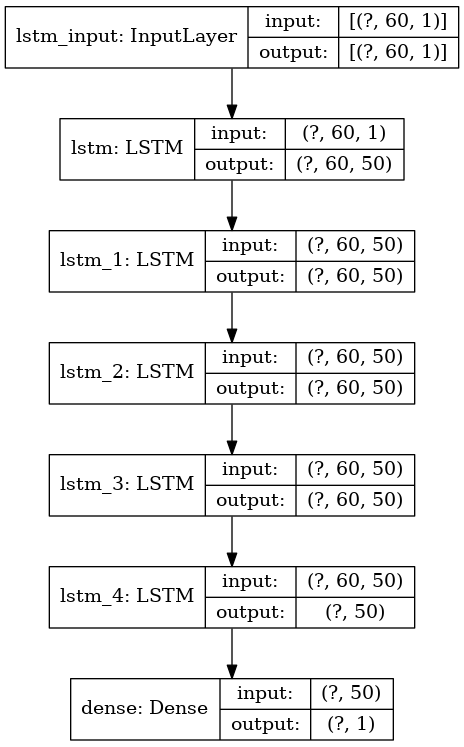 lstm_input: InputLayer
input:
[(?, 60, 1)]
output:
[(?, 60, 1)]
lstm: LSTM
input:
(?, 60, 1)
output:
(?, 60, 50)
lstm_1: LSTM
input:
(?, 60, 50)
output:
(?, 60, 50)
lstm_2: LSTM
input:
(?, 60, 50)
output:
(?, 60, 50)
lstm_3: LSTM
input:
(?, 60, 50)
output:
(?, 60, 50)
lstm_4: LSTM
input:
(?, 60, 50)
output:
(?, 50)
dense: Dense
input:
(?, 50)
output:
(?, 1)